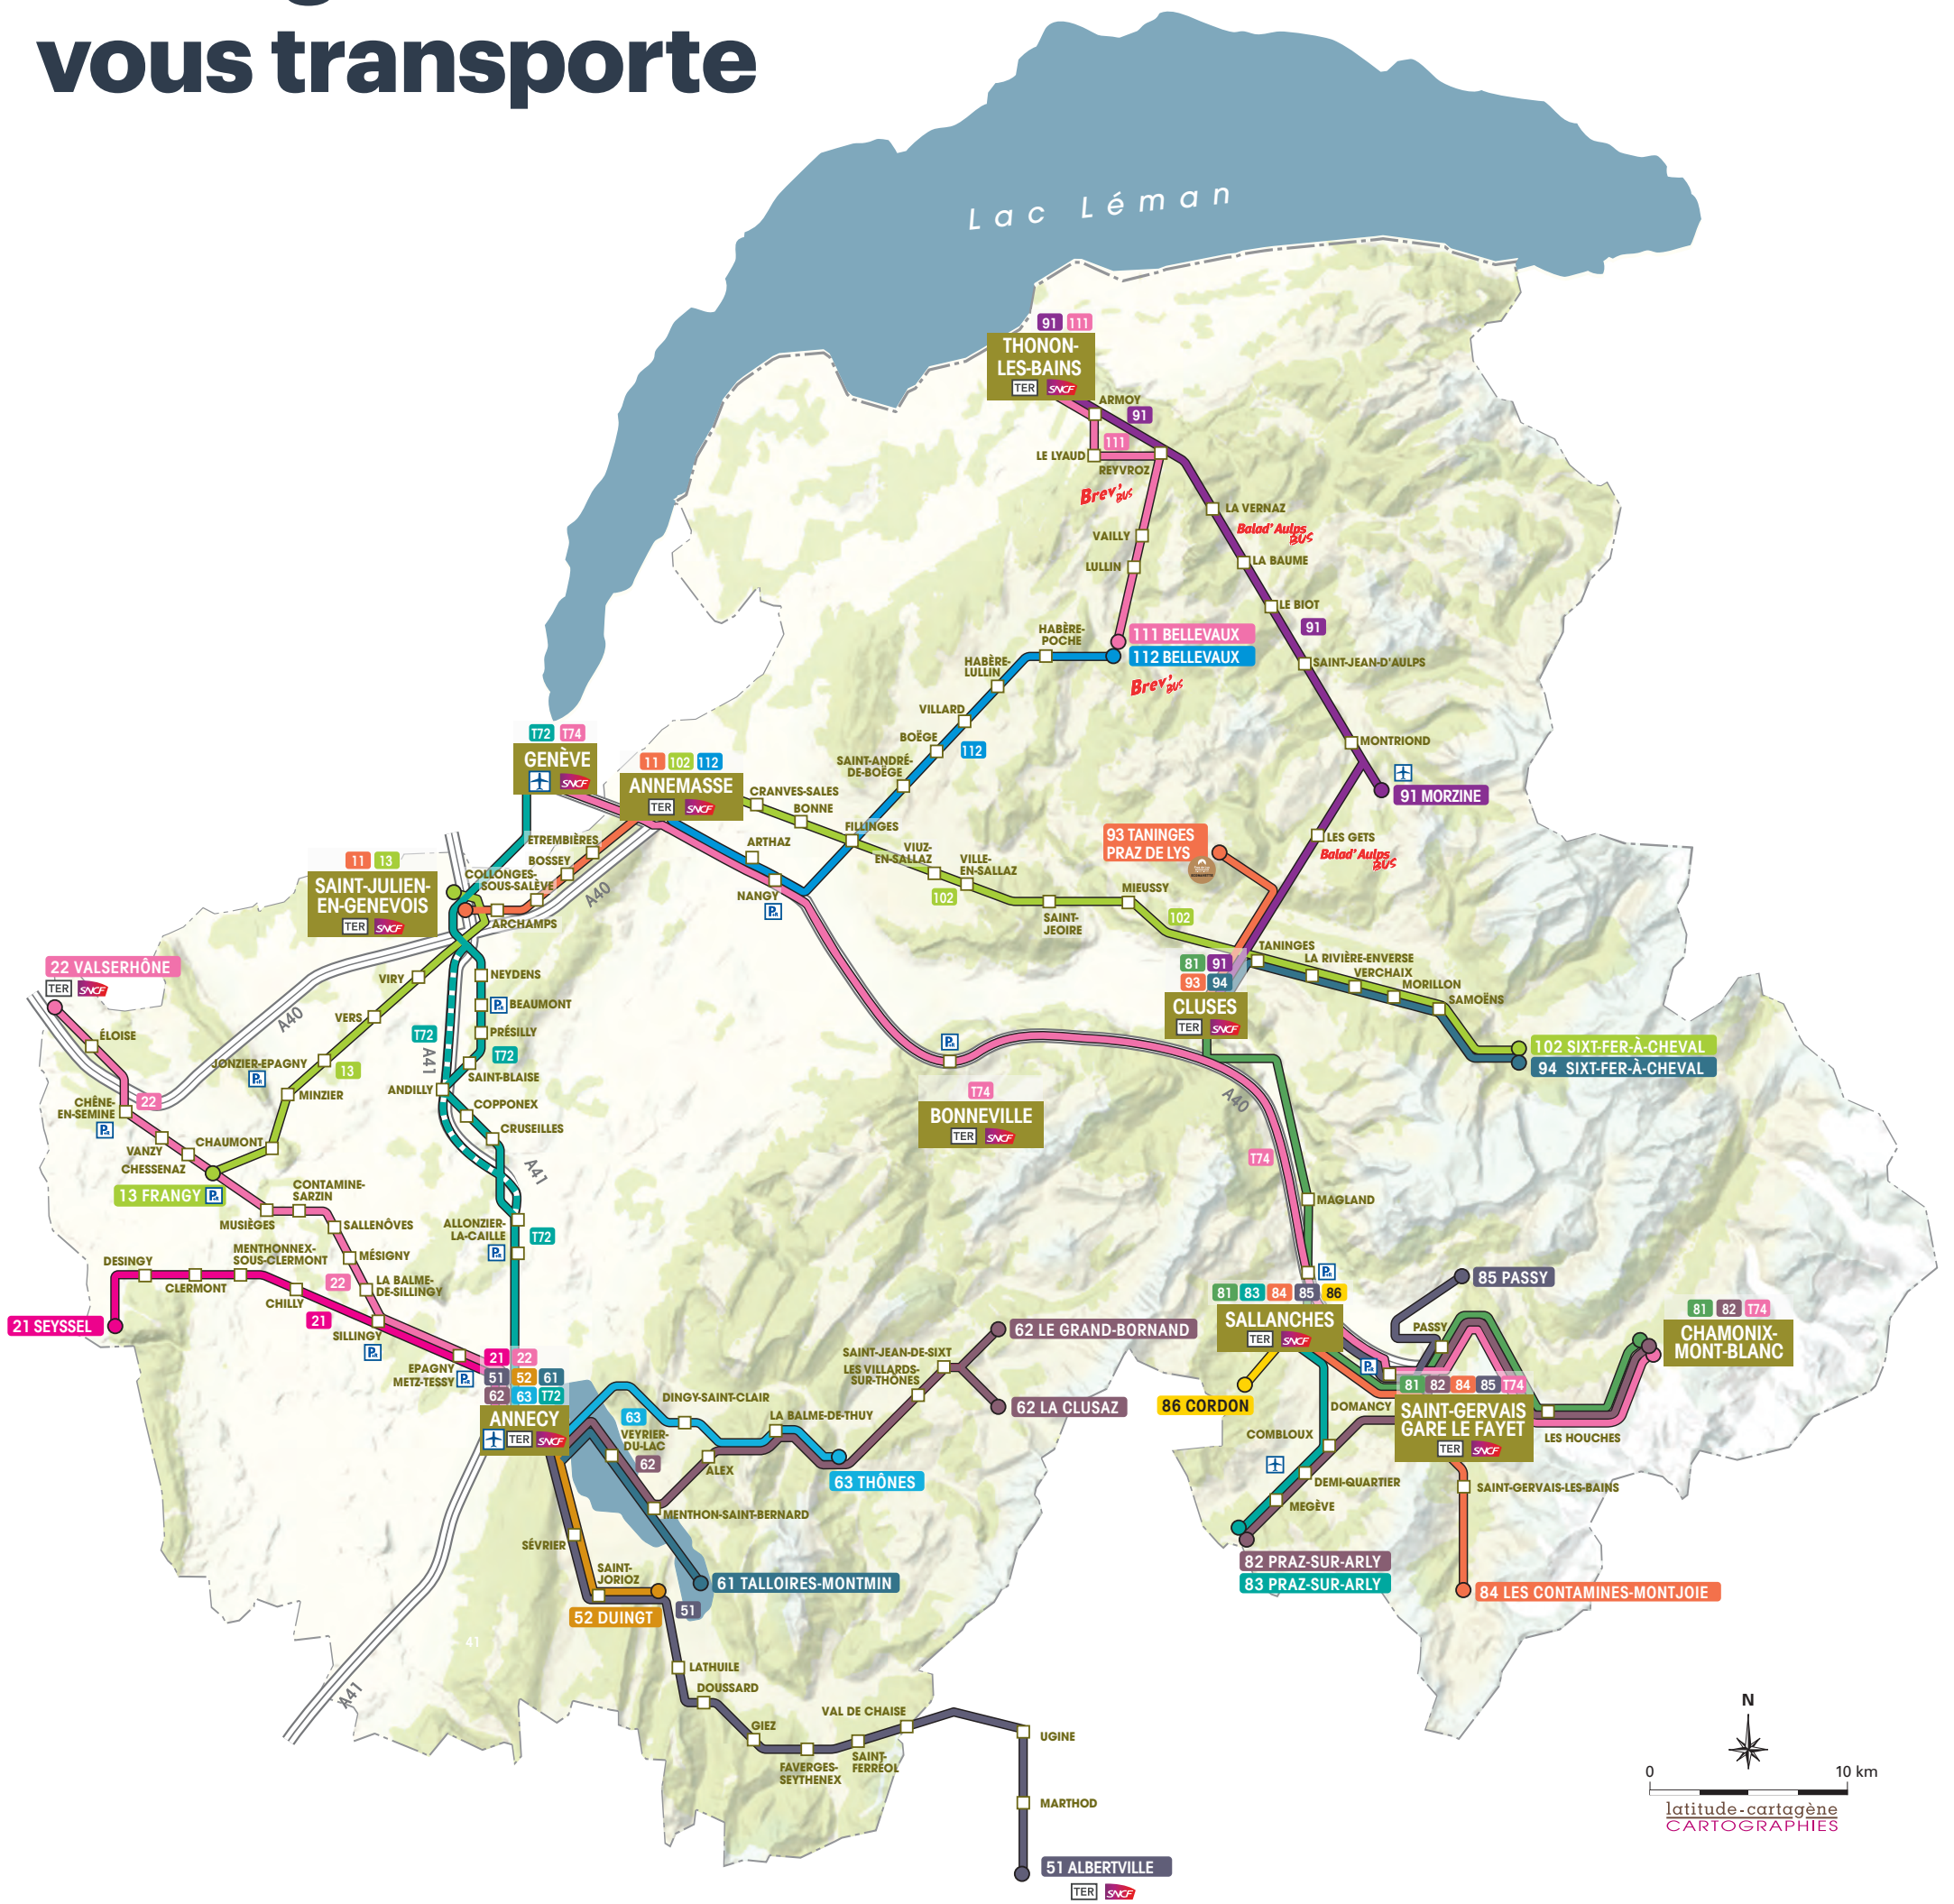 vous transporte
Lac Léman
91 111
THONON-
LES-BAINS
TER SNCF
ARMOY
91
111
LE LYAUD
REYVROZ
Brev'BUS
LA VERNAZ
Balad'Aulps BUS
VAILLY
LA BAUME
LULLIN
LE BIOT
91
HABÈRE-
POCHE
111 BELLEVAUX
112 BELLEVAUX
Brev'BUS
SAINT-JEAN-D'AULPS
HABÈRE-
LULLIN
VILLARD
BOËGE
112
MONTRIOND
SAINT-ANDRÉ-
DE-BOËGE
91 MORZINE
T72 T74
GENÈVE
SNCF
11 102 112
ANNEMASSE
TER SNCF
CRANVES-SALES
BONNE
FILLINGES
ARTHAZ
NANGY
P+R
VIUZ-
EN-SALLAZ
VILLE-
EN-SALLAZ
102
SAINT-
JEOIRE
MIEUSSY
102
93 TANINGES
PRAZ DE LYS
LES GETS
Balad'Aulps BUS
ETREMBIÈRES
BOSSEY
COLLONGES-
SOUS-SALÈVE
A40
ARCHAMPS
11 13
SAINT-JULIEN-
EN-GENEVOIS
TER SNCF
TANINGES
LA RIVIÈRE-ENVERSE
VERCHAIX
MORILLON
SAMOËNS
81 91
93 94
CLUSES
TER SNCF
102 SIXT-FER-À-CHEVAL
94 SIXT-FER-À-CHEVAL
22 VALSERHÔNE
TER SNCF
ÉLOISE
VIRY
VERS
A40
JONZIER-EPAGNY
P+R
13
MINZIER
NEYDENS
P+R BEAUMONT
PRÉSILLY
T72
T72
A41
SAINT-BLAISE
ANDILLY
COPPONEX
CRUSEILLES
A41
22
CHÊNE-
EN-SEMINE
P+R
VANZY
CHESSENAZ
CHAUMONT
13 FRANGY P+R
P+R
T74
BONNEVILLE
TER SNCF
A40
T74
MAGLAND
CONTAMINE-
SARZIN
MUSIÈGES
SALLENÔVES
MÉSIGNY
ALLONZIER-
LA-CAILLE
P+R
T72
DESINGY
MENTHONNEX-
SOUS-CLERMONT
CLERMONT
CHILLY
22
LA BALME-
DE-SILLINGY
21 SEYSSEL
21
SILLINGY
P+R
EPAGNY
METZ-TESSY P+R
21 22
51 52 61
62 63 T72
ANNECY
TER SNCF
P+R
81 83 84 85 86
SALLANCHES
TER SNCF
85 PASSY
PASSY
81 82 T74
CHAMONIX-
MONT-BLANC
62 LE GRAND-BORNAND
SAINT-JEAN-DE-SIXT
LES VILLARDS-
SUR-THÔNES
62 LA CLUSAZ
DINGY-SAINT-CLAIR
63
LA BALME-DE-THUY
VEYRIER-
DU-LAC
62
ALEX
63 THÔNES
MENTHON-SAINT-BERNARD
86 CORDON
P+R
81 82 84 85 T74
SAINT-GERVAIS
GARE LE FAYET
TER SNCF
DOMANCY
COMBLOUX
LES HOUCHES
DEMI-QUARTIER
MEGÈVE
SAINT-GERVAIS-LES-BAINS
82 PRAZ-SUR-ARLY
83 PRAZ-SUR-ARLY
84 LES CONTAMINES-MONTJOIE
SÉVRIER
SAINT-
JORIOZ
61 TALLOIRES-MONTMIN
52 DUINGT
51
41
A41
LATHUILE
DOUSSARD
GIEZ
VAL DE CHAISE
FAVERGES-
SEYTHENEX
SAINT-
FERRÉOL
UGINE
MARTHOD
51 ALBERTVILLE
TER SNCF
N
0 10 km
latitude-cartagène
CARTOGRAPHIES